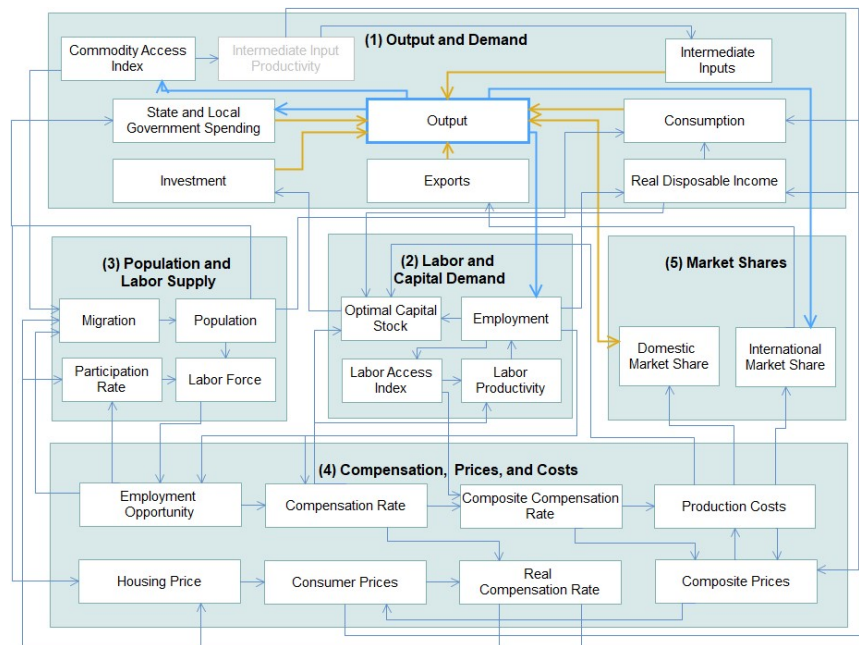 (1) Output and Demand
Commodity Access
Index
Intermediate Input
Productivity
Intermediate
Inputs
State and Local
Government Spending
Output
Consumption
Investment
Exports
Real Disposable Income
(3) Population and
Labor Supply
Migration
Population
Participation
Rate
Labor Force
(2) Labor and
Capital Demand
Optimal Capital
Stock
Employment
Labor Access
Index
Labor
Productivity
(5) Market Shares
Domestic
Market Share
International
Market Share
(4) Compensation, Prices, and Costs
Employment
Opportunity
Compensation Rate
Composite Compensation
Rate
Production Costs
Housing Price
Consumer Prices
Real
Compensation Rate
Composite Prices